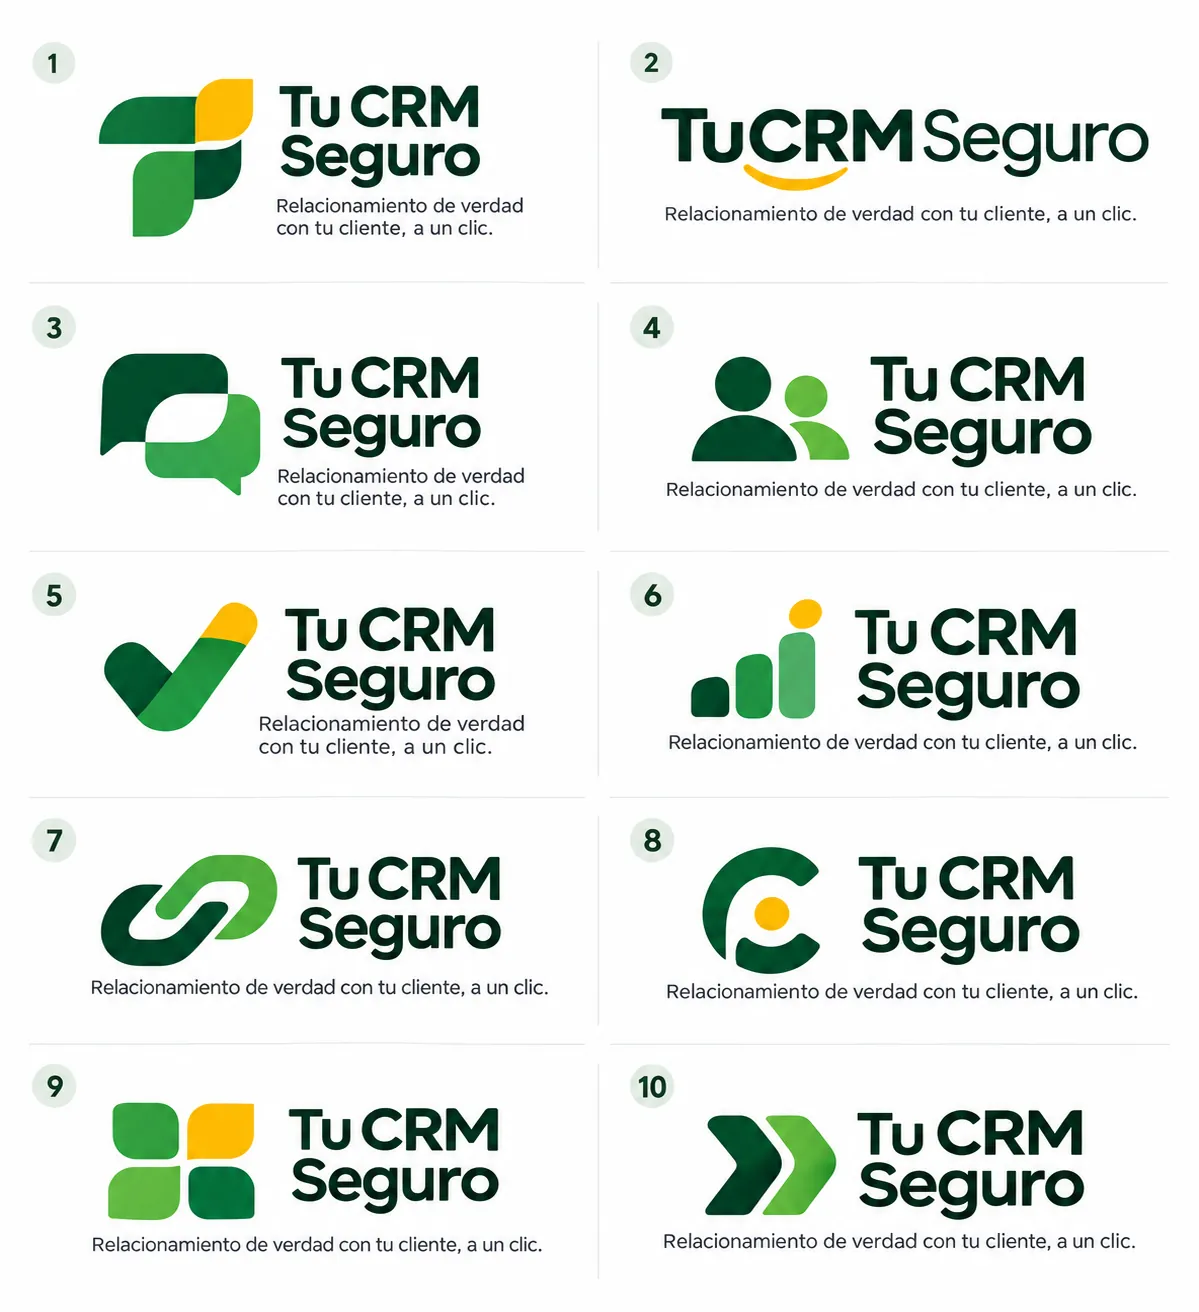 1
Tu CRM
Seguro
Relacionamiento de verdad
con tu cliente, a un clic.
2
TuCRM Seguro
Relacionamiento de verdad con tu cliente, a un clic.
3
Tu CRM
Seguro
Relacionamiento de verdad
con tu cliente, a un clic.
4
Tu CRM
Seguro
Relacionamiento de verdad con tu cliente, a un clic.
5
Tu CRM
Seguro
Relacionamiento de verdad
con tu cliente, a un clic.
6
Tu CRM
Seguro
Relacionamiento de verdad con tu cliente, a un clic.
7
Tu CRM
Seguro
Relacionamiento de verdad con tu cliente, a un clic.
8
Tu CRM
Seguro
Relacionamiento de verdad con tu cliente, a un clic.
9
Tu CRM
Seguro
Relacionamiento de verdad con tu cliente, a un clic.
10
Tu CRM
Seguro
Relacionamiento de verdad con tu cliente, a un clic.